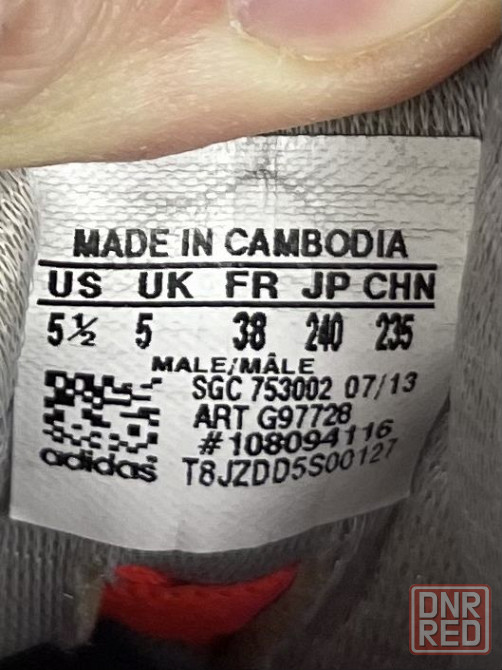 MADE IN CAMBODIA
US UK FR JP CHN
5½ 5 38 240 235
MALE/MÂLE
SGC 753002 07/13
ART G97728
#108094116
adidas T8JZDD5S00127
DNR
RED